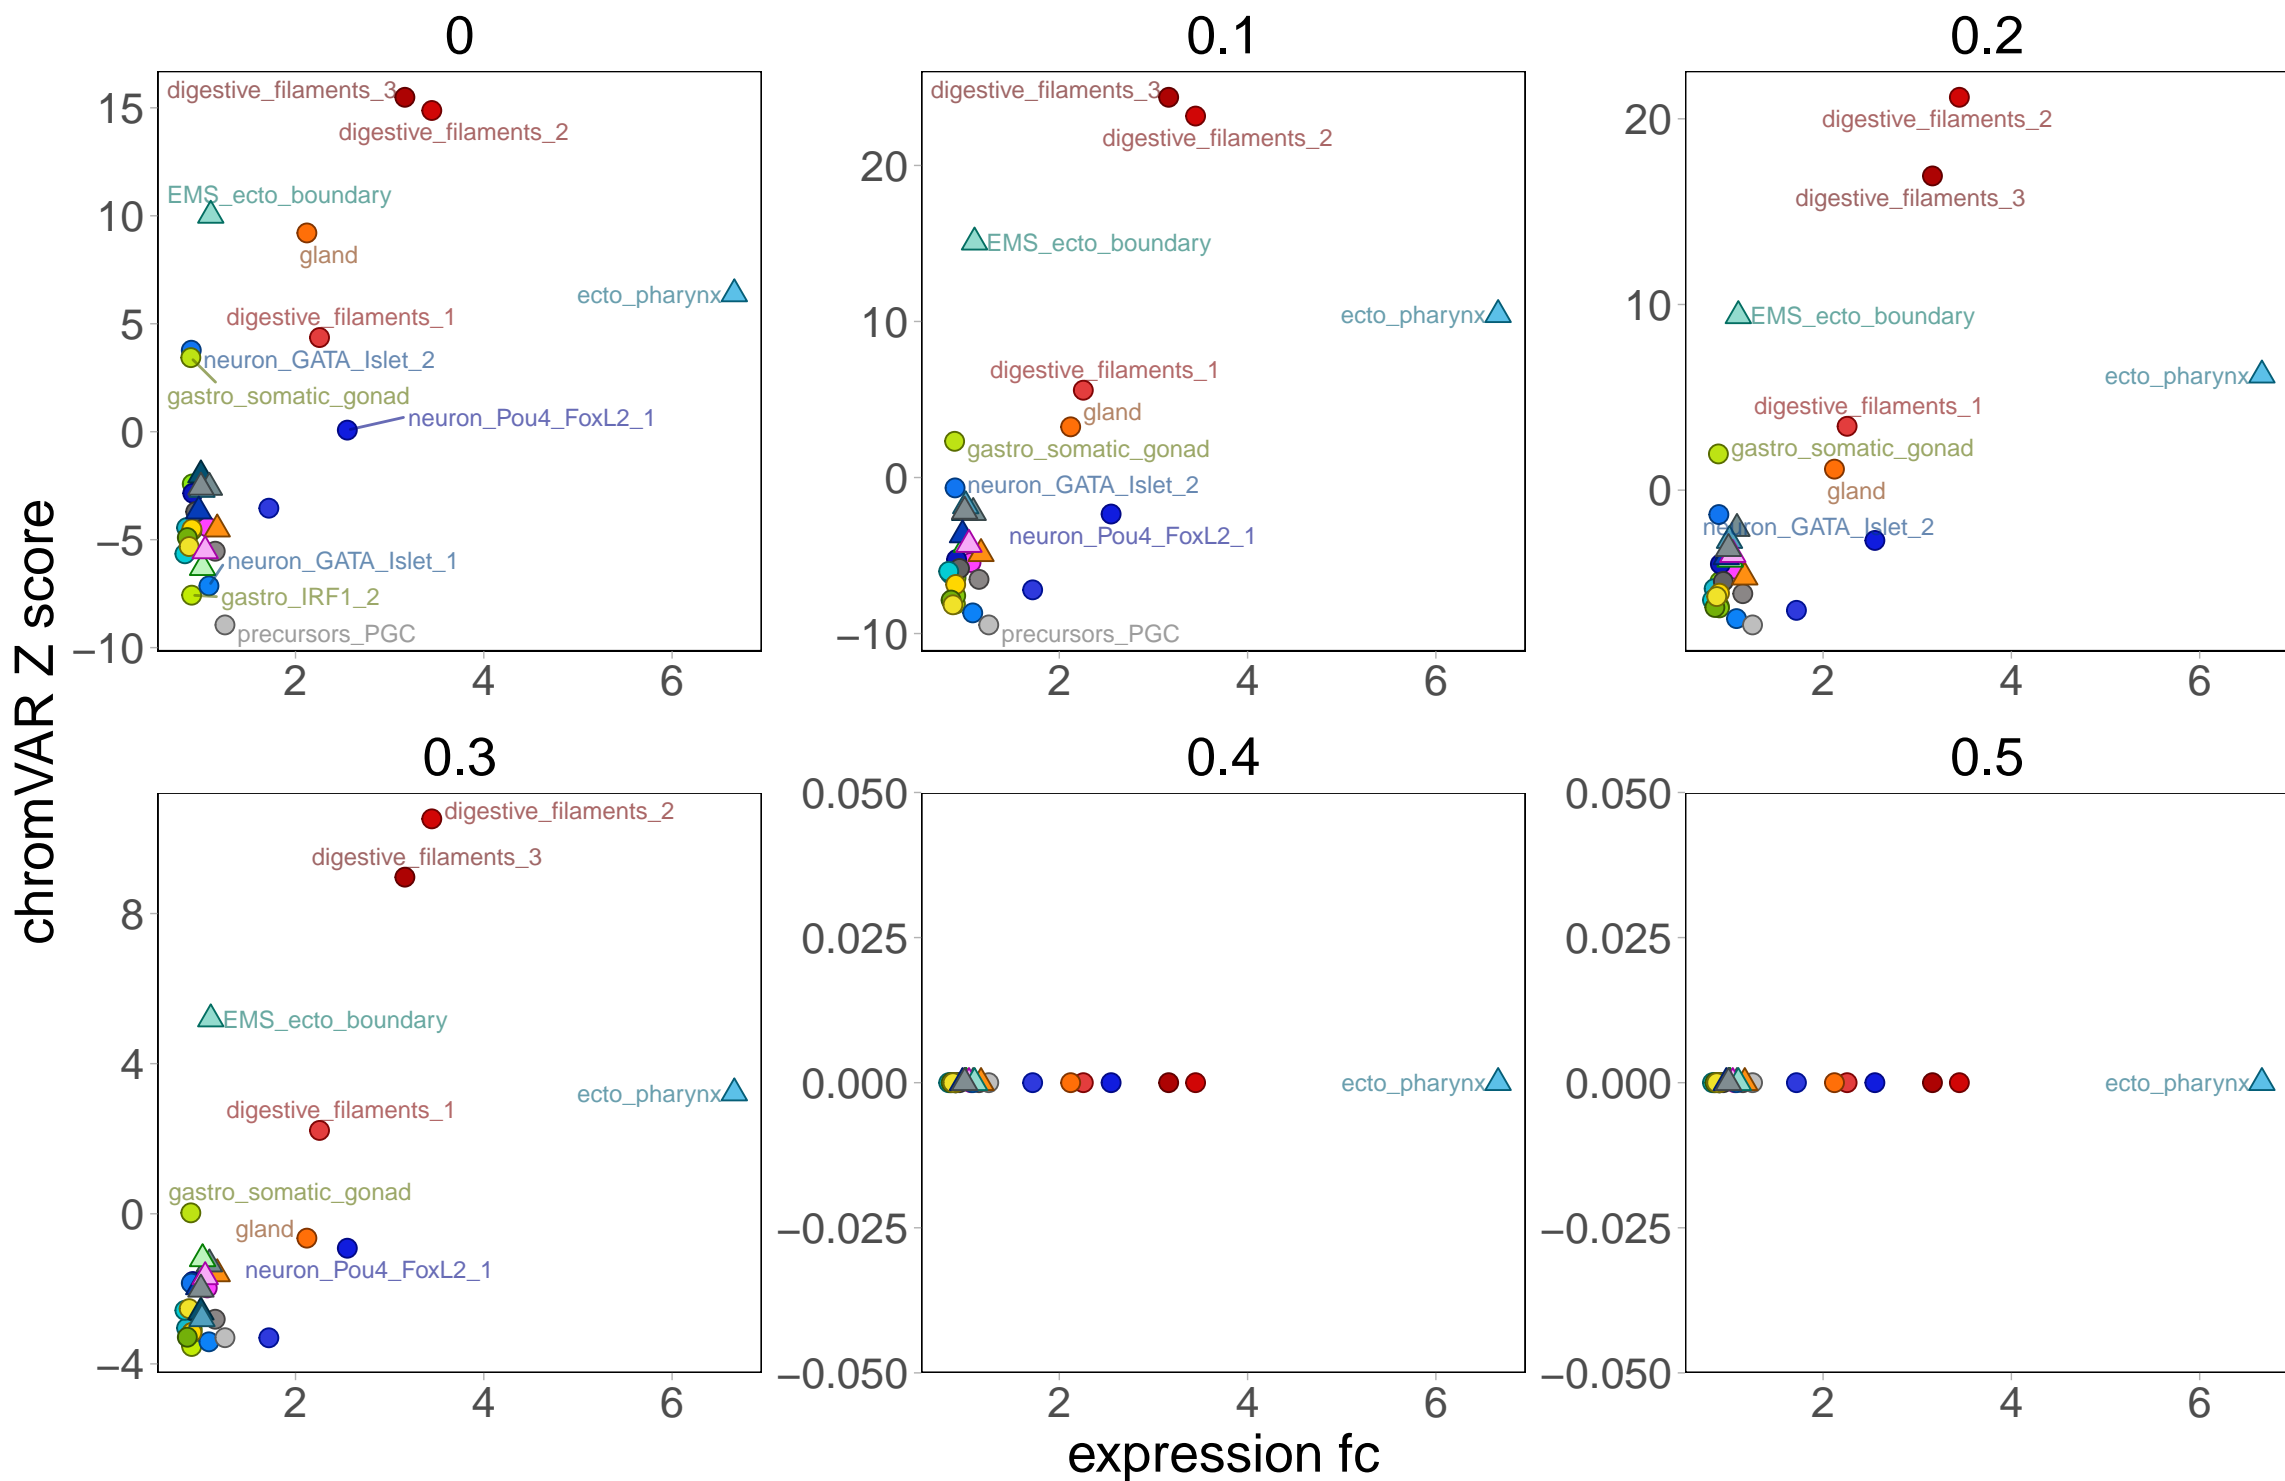 0
0.1
0.2
digestive_filaments_3
digestive_filaments_2
EMS_ecto_boundary
gland
ecto_pharynx
digestive_filaments_1
neuron_GATA_Islet_2
gastro_somatic_gonad
neuron_Pou4_FoxL2_1
neuron_GATA_Islet_1
gastro_IRF1_2
precursors_PGC
15
10
5
0
−5
−10
2
4
6
digestive_filaments_3
digestive_filaments_2
EMS_ecto_boundary
ecto_pharynx
digestive_filaments_1
gland
gastro_somatic_gonad
neuron_GATA_Islet_2
neuron_Pou4_FoxL2_1
precursors_PGC
20
10
0
−10
2
4
6
digestive_filaments_2
digestive_filaments_3
EMS_ecto_boundary
ecto_pharynx
digestive_filaments_1
gastro_somatic_gonad
gland
neuron_GATA_Islet_2
20
10
0
2
4
6
chromVAR Z score
0.3
0.4
0.5
digestive_filaments_2
digestive_filaments_3
EMS_ecto_boundary
ecto_pharynx
digestive_filaments_1
gastro_somatic_gonad
gland
neuron_Pou4_FoxL2_1
8
4
0
−4
2
4
6
0.050
0.025
0.000
−0.025
−0.050
ecto_pharynx
2
4
6
0.050
0.025
0.000
−0.025
−0.050
ecto_pharynx
2
4
6
expression fc